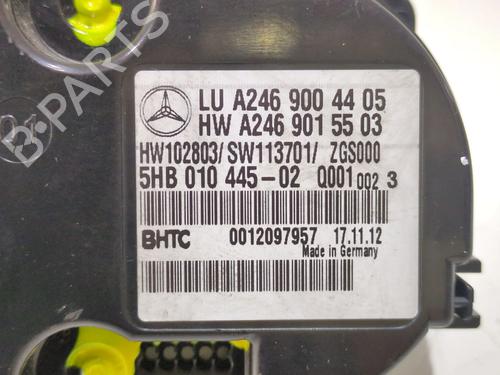 B-PARTS
LU A246 900 44 05
HW A246 901 55 03
HW102803/ SW113701/ ZGS000
5HB 010 445-02 Q001 002 3
BHTC 0012097957 17.11.12
Made in Germany